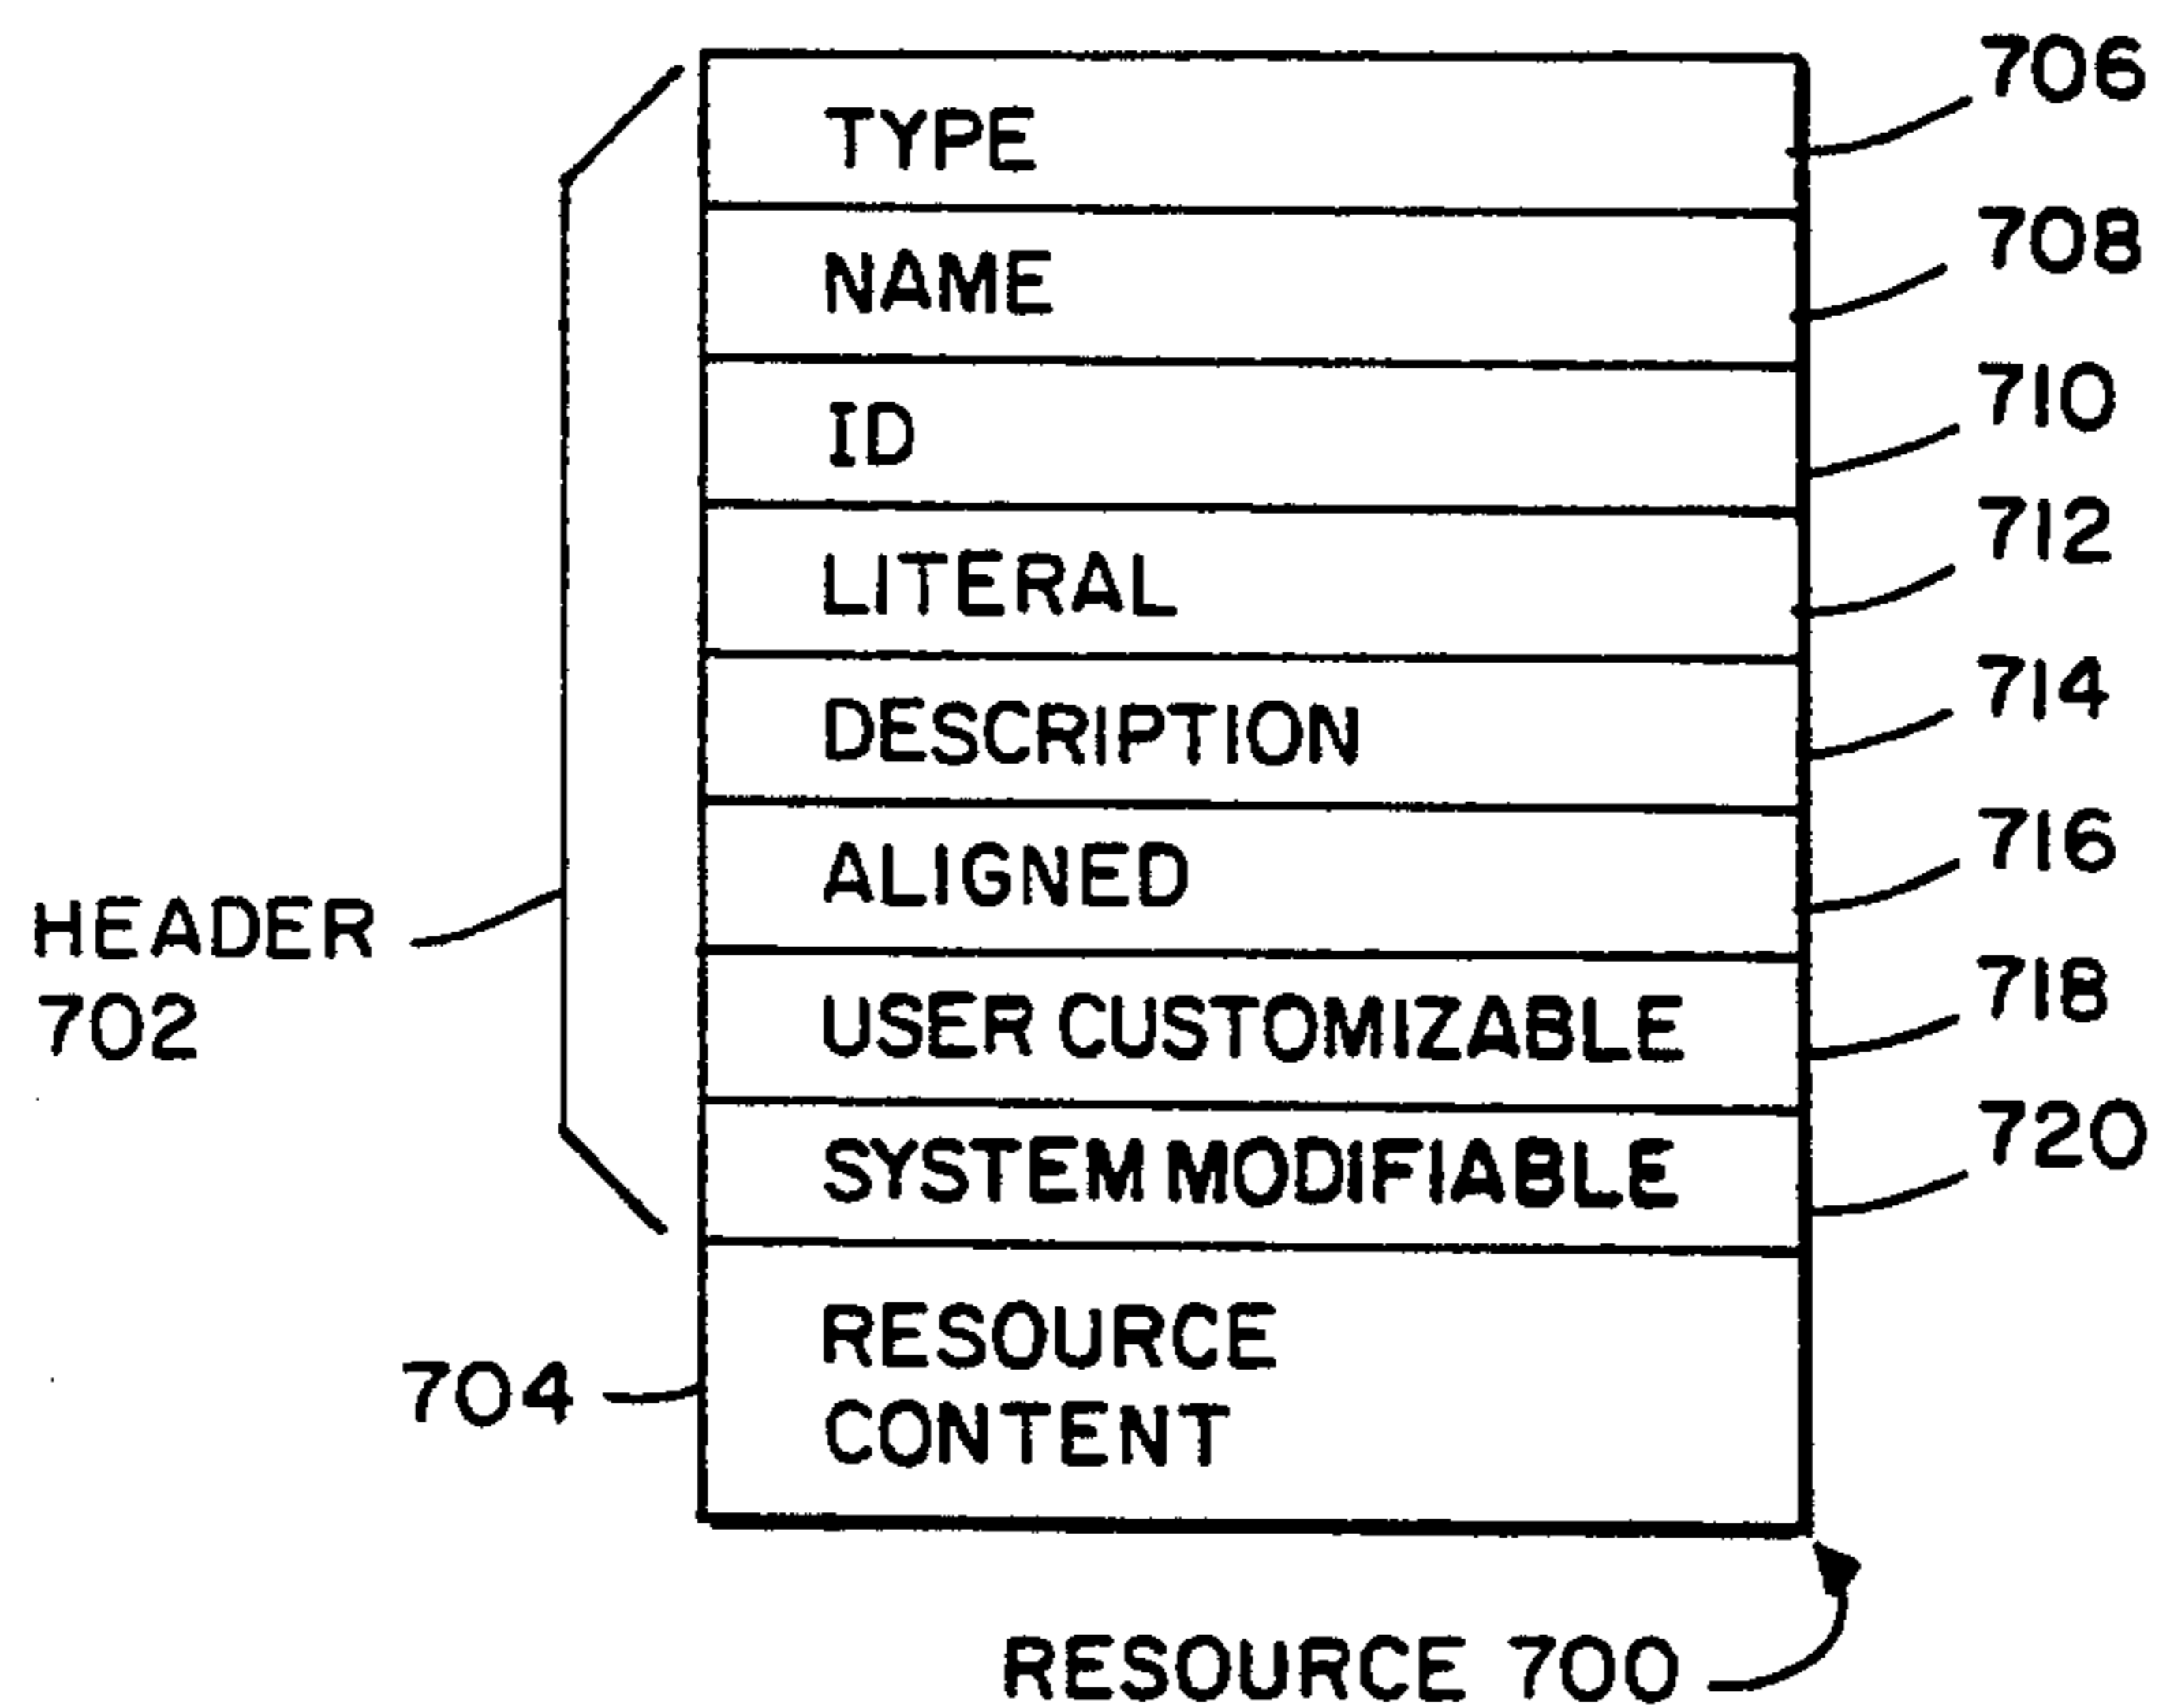 TYPE
706
NAME
708
ID
710
LITERAL
712
DESCRIPTION
714
ALIGNED
716
HEADER
702
USER CUSTOMIZABLE
718
SYSTEM MODIFIABLE
720
RESOURCE
CONTENT
704
RESOURCE 700